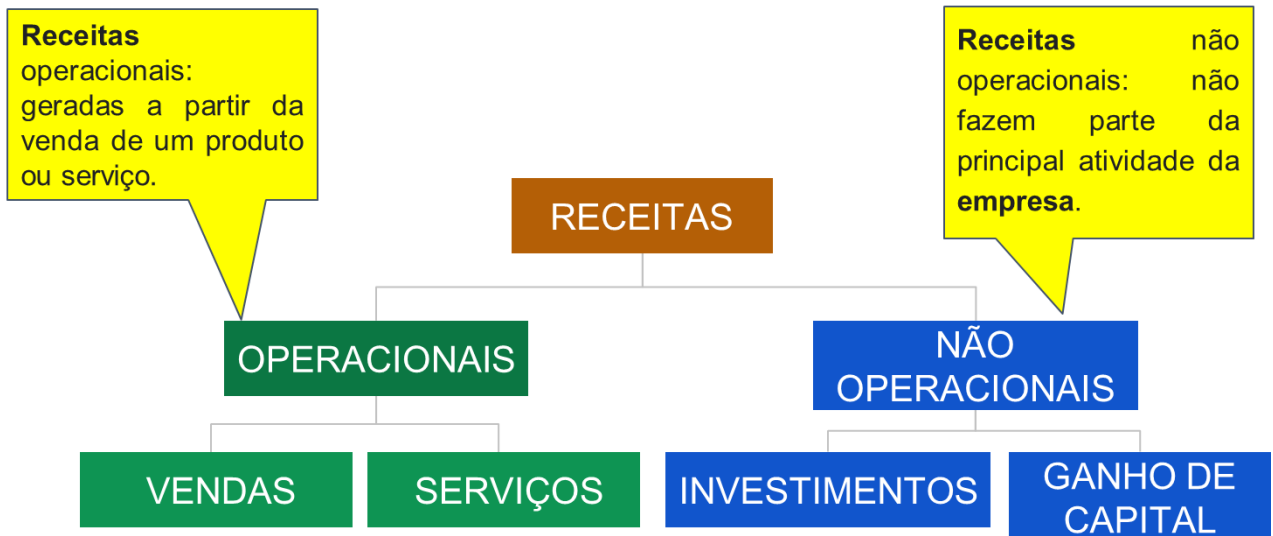 Receitas
operacionais:
geradas a partir da
venda de um produto
ou serviço.
Receitas não
operacionais: não
fazem parte da
principal atividade da
empresa.
RECEITAS
OPERACIONAIS
NÃO
OPERACIONAIS
VENDAS
SERVIÇOS
INVESTIMENTOS
GANHO DE
CAPITAL